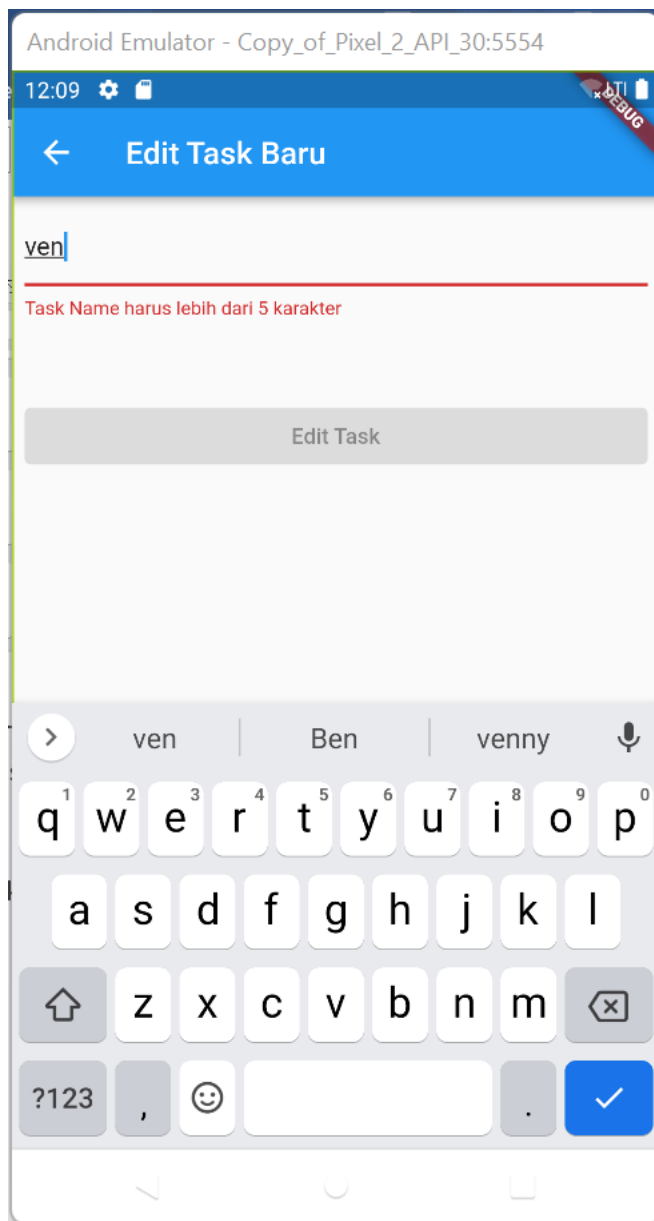 Android Emulator - Copy_of_Pixel_2_API_30:5554
12:09
DEBUG
Edit Task Baru
ven
Task Name harus lebih dari 5 karakter
Edit Task
ven Ben venny
1 2 3 4 5 6 7 8 9 0
q w e r t y u i o p
a s d f g h j k l
z x c v b n m
?123 , .